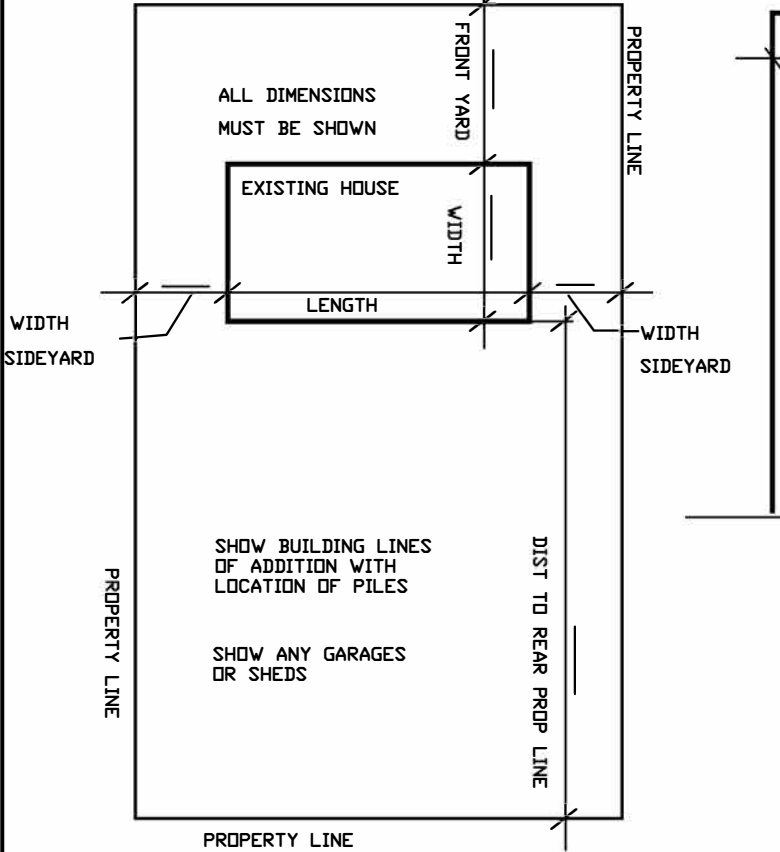 FRONT YARD
PROPERTY LINE
ALL DIMENSIONS
MUST BE SHOWN
EXISTING HOUSE
WIDTH
LENGTH
WIDTH
SIDEYARD
WIDTH
SIDEYARD
SHOW BUILDING LINES
OF ADDITION WITH
LOCATION OF PILES
SHOW ANY GARAGES
OR SHEDS
DIST TO REAR PROP LINE
PROPERTY LINE
PROPERTY LINE